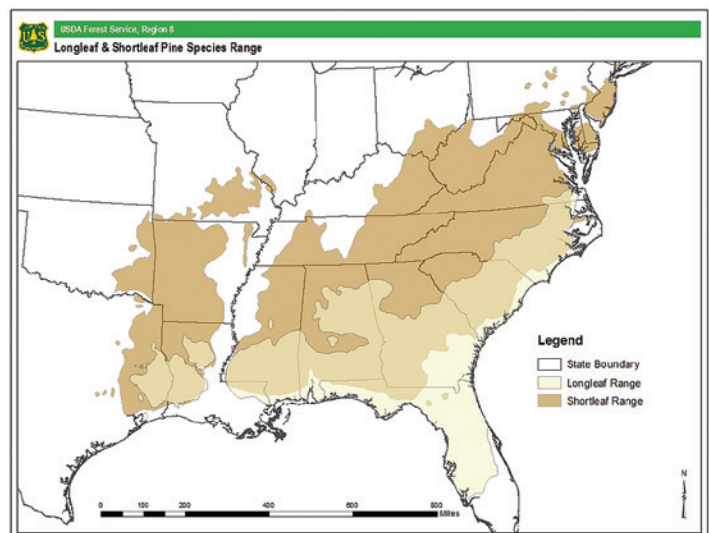 USDA Forest Service, Region 8
Longleaf & Shortleaf Pine Species Range
Legend
State Boundary
Longleaf Range
Shortleaf Range
N
0 100 200 400 600 800
Miles